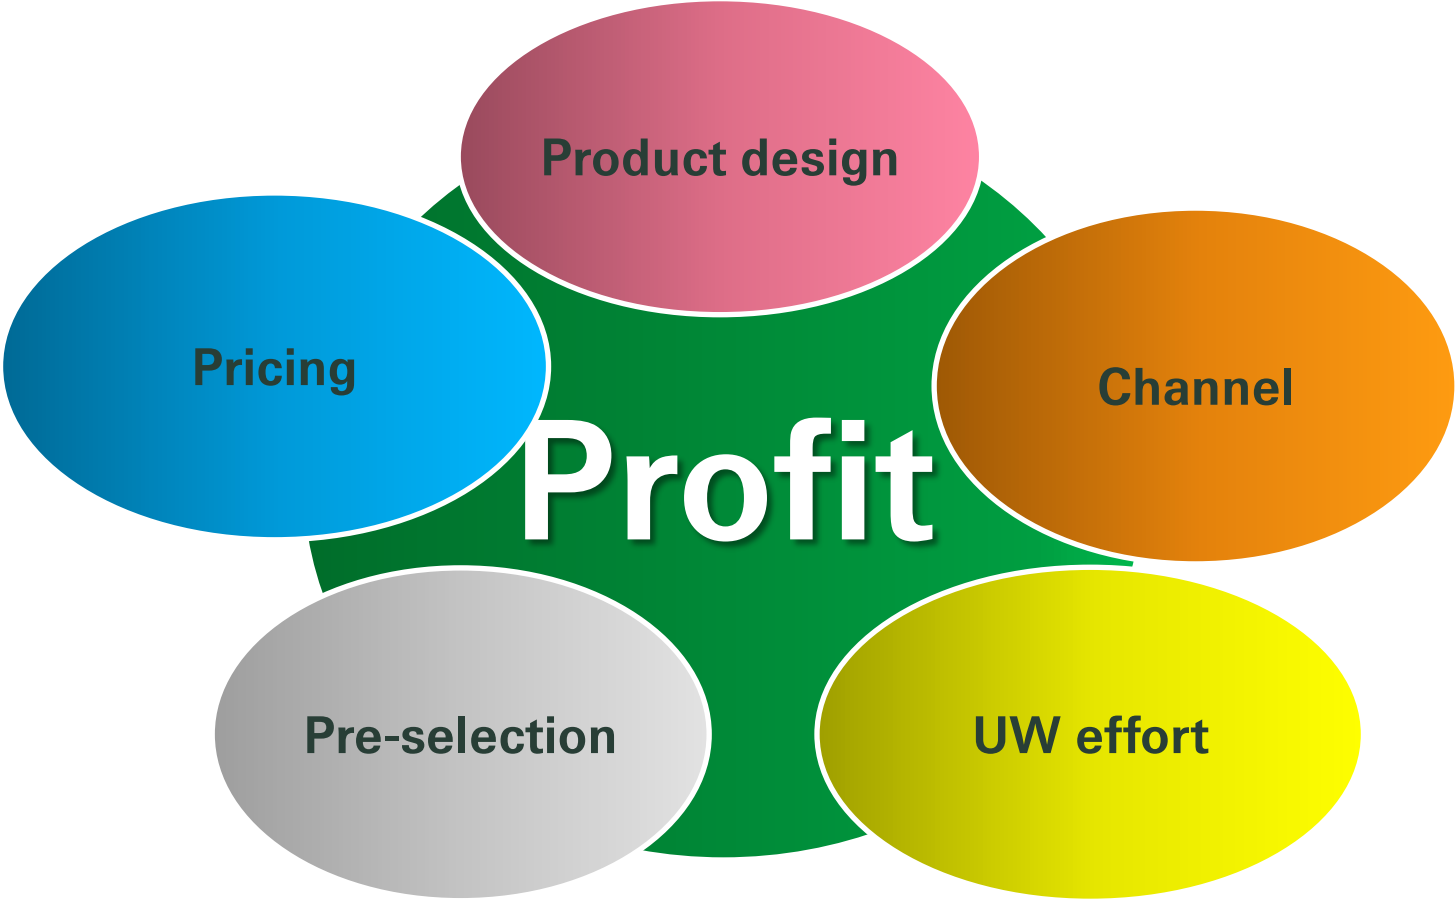 Product design
Pricing
Channel
Profit
Pre-selection
UW effort